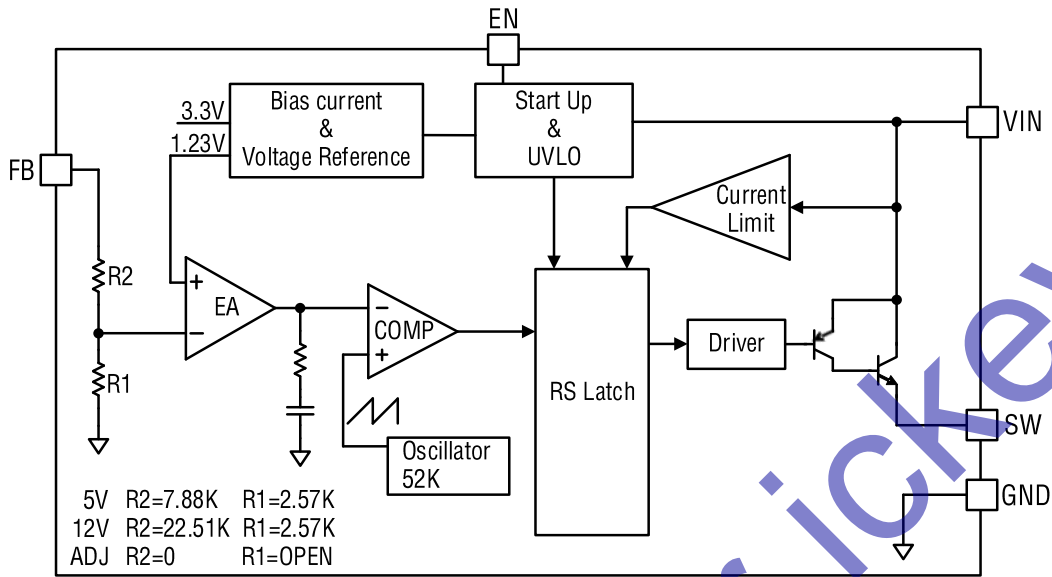 EN
Bias current
&
Voltage Reference
Start Up
&
UVLO
3.3V
1.23V
VIN
FB
Current
Limit
R2
+
EA
−
−
COMP
+
R1
RS Latch
Driver
Oscillator
52K
SW
GND
5V R2=7.88K R1=2.57K
12V R2=22.51K R1=2.57K
ADJ R2=0 R1=OPEN